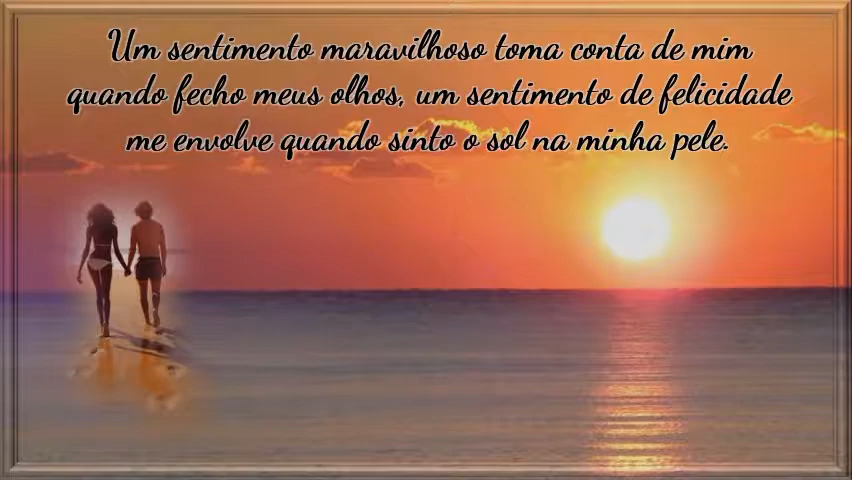 Um sentimento maravilhoso toma conta de mim
quando fecho meus olhos, um sentimento de felicidade
me envolve quando sinto o sol na minha pele.